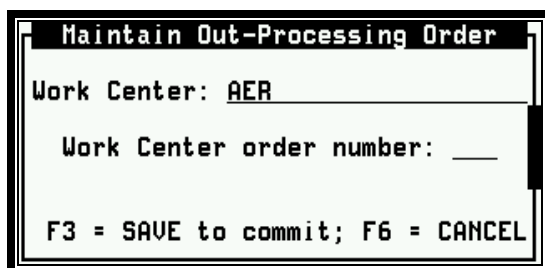 Maintain Out-Processing Order
Work Center: AER
Work Center order number: ___
F3 = SAVE to commit; F6 = CANCEL